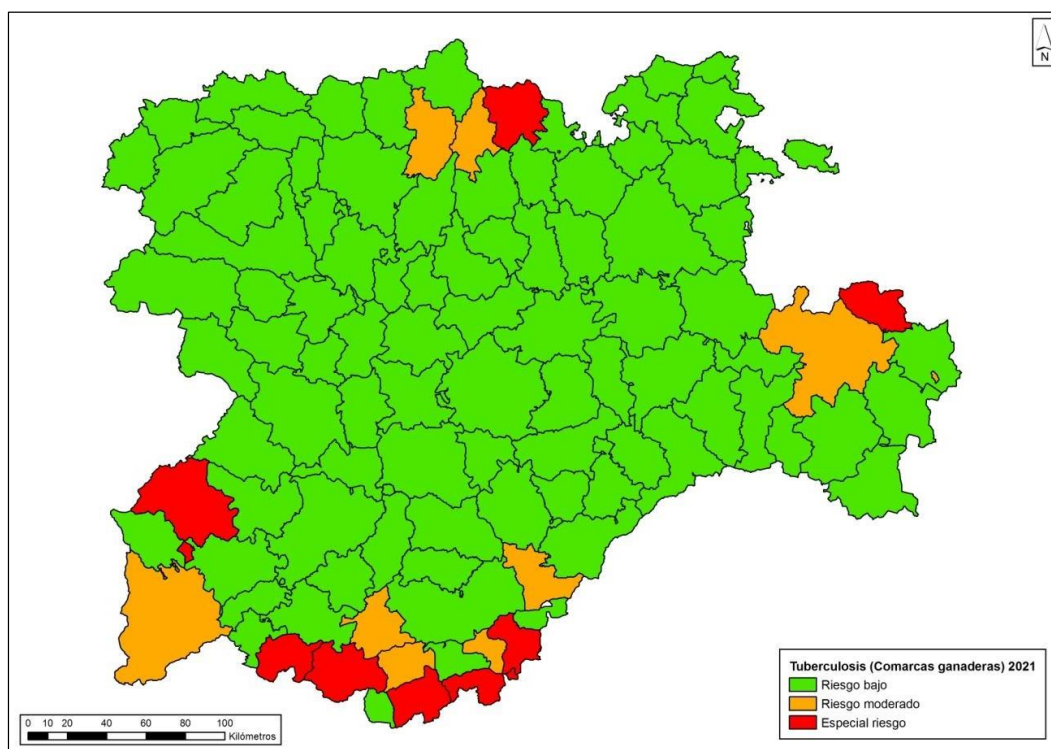 N
Tuberculosis (Comarcas ganaderas) 2021
Riesgo bajo
Riesgo moderado
Especial riesgo
0 10 20 40 60 80 100
Kilómetros